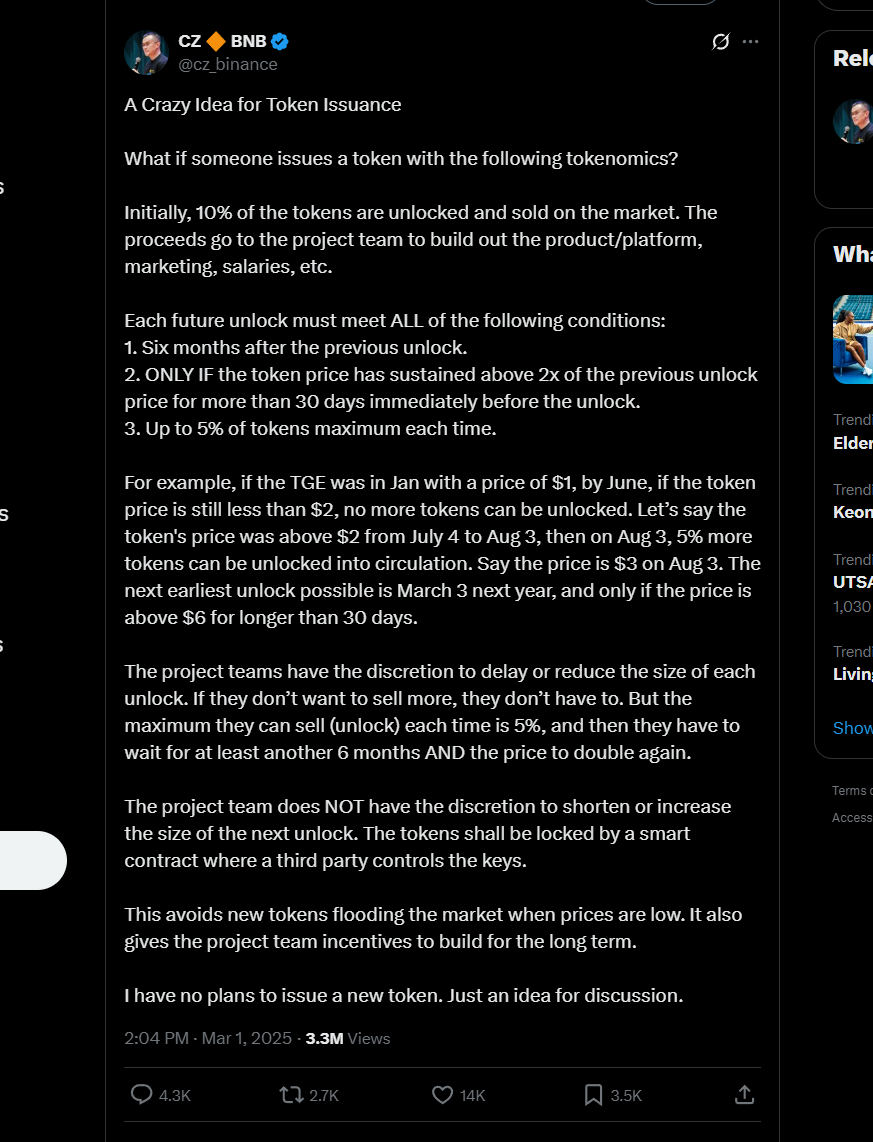 CZ 🔶 BNB
@cz_binance
A Crazy Idea for Token Issuance
What if someone issues a token with the following tokenomics?
Initially, 10% of the tokens are unlocked and sold on the market. The
proceeds go to the project team to build out the product/platform,
marketing, salaries, etc.
Each future unlock must meet ALL of the following conditions:
1. Six months after the previous unlock.
2. ONLY IF the token price has sustained above 2x of the previous unlock
price for more than 30 days immediately before the unlock.
3. Up to 5% of tokens maximum each time.
For example, if the TGE was in Jan with a price of $1, by June, if the token
price is still less than $2, no more tokens can be unlocked. Let’s say the
token's price was above $2 from July 4 to Aug 3, then on Aug 3, 5% more
tokens can be unlocked into circulation. Say the price is $3 on Aug 3. The
next earliest unlock possible is March 3 next year, and only if the price is
above $6 for longer than 30 days.
The project teams have the discretion to delay or reduce the size of each
unlock. If they don’t want to sell more, they don’t have to. But the
maximum they can sell (unlock) each time is 5%, and then they have to
wait for at least another 6 months AND the price to double again.
The project team does NOT have the discretion to shorten or increase
the size of the next unlock. The tokens shall be locked by a smart
contract where a third party controls the keys.
This avoids new tokens flooding the market when prices are low. It also
gives the project team incentives to build for the long term.
I have no plans to issue a new token. Just an idea for discussion.
2:04 PM · Mar 1, 2025 · 3.3M Views
4.3K 2.7K 14K 3.5K
s
s
s
Rel
Wh
Trend
Elder
Trend
Keon
Trend
UTSA
1,030
Trend
Living
Show
Terms
Access